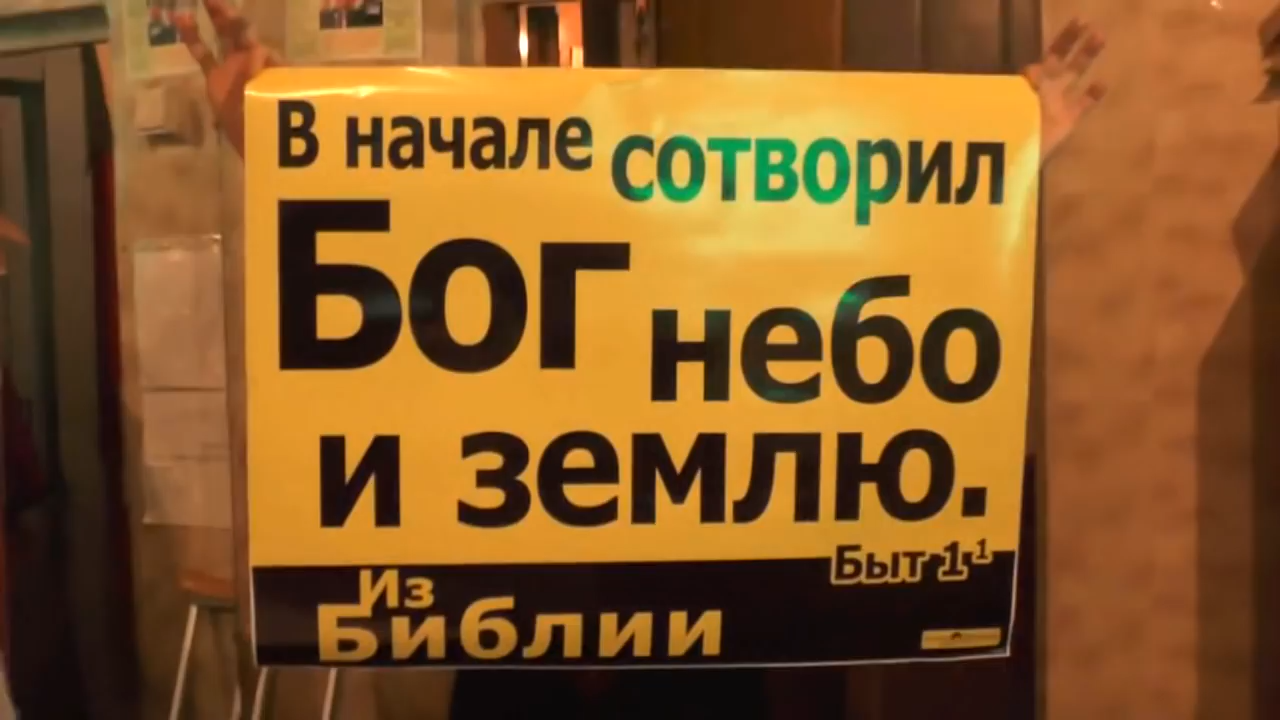 В начале сотворил
Бог небо
и землю.
Быт 1¹
Из
Библии